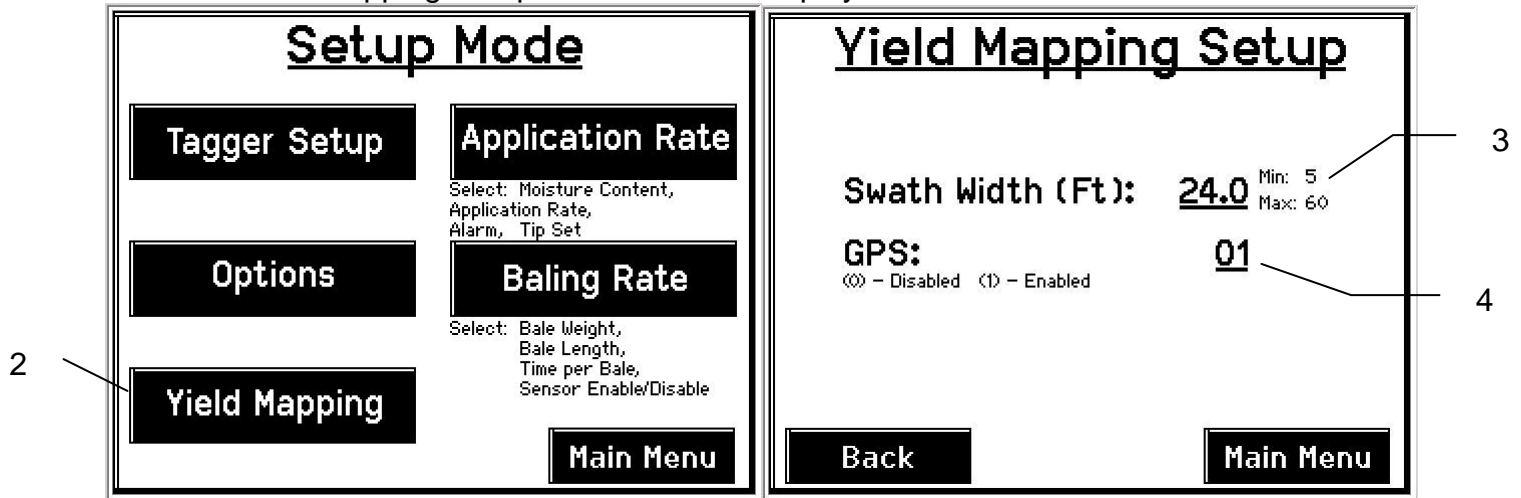 Setup Mode
Tagger Setup
Application Rate
Select: Moisture Content,
Application Rate,
Alarm, Tip Set
Options
Baling Rate
Select: Bale Weight,
Bale Length,
Time per Bale,
Sensor Enable/Disable
2
Yield Mapping
Main Menu
Yield Mapping Setup
Swath Width (Ft): 24.0 Min: 5
Max: 60
3
GPS: 01
(0) - Disabled (1) - Enabled
4
Back
Main Menu